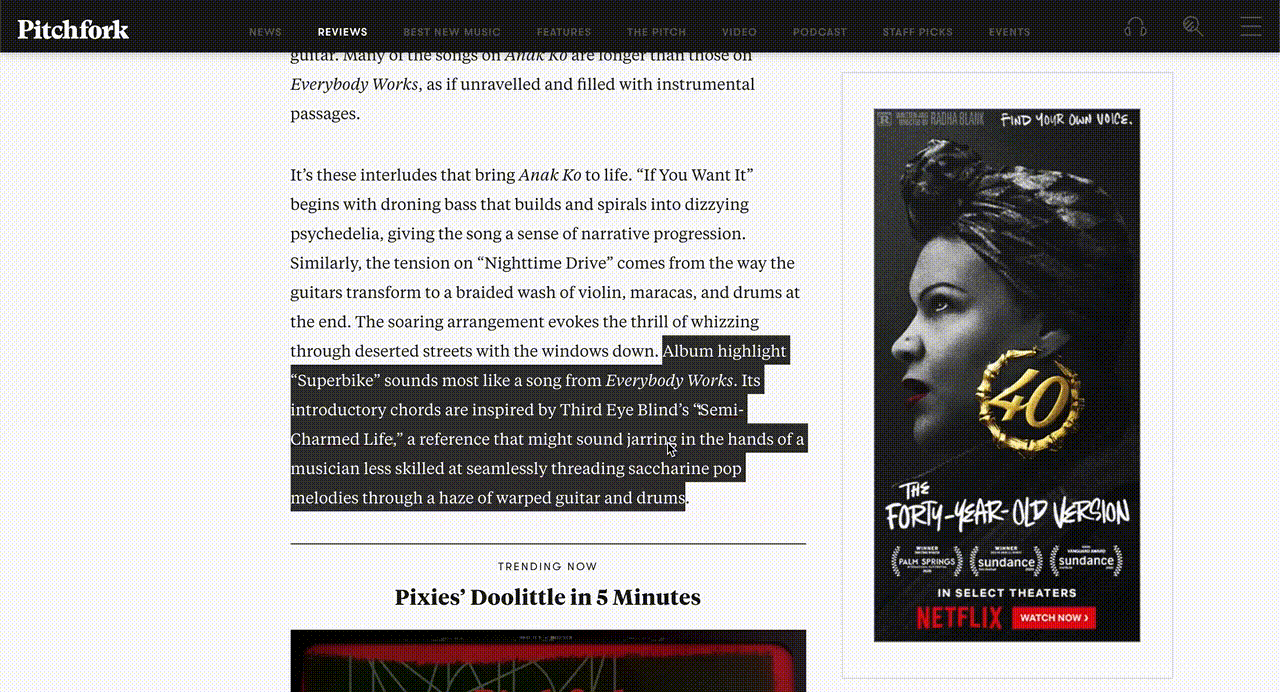 Pitchfork
NEWS
REVIEWS
BEST NEW MUSIC
FEATURES
THE PITCH
VIDEO
PODCAST
STAFF PICKS
EVENTS
guitar. Many of the songs on Anak Ko are longer than those on
Everybody Works, as if unravelled and filled with instrumental
passages.
It’s these interludes that bring Anak Ko to life. “If You Want It”
begins with droning bass that builds and spirals into dizzying
psychedelia, giving the song a sense of narrative progression.
Similarly, the tension on “Nighttime Drive” comes from the way the
guitars transform to a braided wash of violin, maracas, and drums at
the end. The soaring arrangement evokes the thrill of whizzing
through deserted streets with the windows down. Album highlight
“Superbike” sounds most like a song from Everybody Works. Its
introductory chords are inspired by Third Eye Blind’s “Semi-
Charmed Life,” a reference that might sound jarring in the hands of a
musician less skilled at seamlessly threading saccharine pop
melodies through a haze of warped guitar and drums.
TRENDING NOW
Pixies’ Doolittle in 5 Minutes
R
WRITTEN AND
DIRECTED BY RADHA BLANK
FIND YOUR OWN VOICE.
40
THE
FORTY-YEAR-OLD VERSION
WINNER
PALM SPRINGS
WINNER
sundance
VANGUARD AWARD
sundance
IN SELECT THEATERS
NETFLIX
WATCH NOW ›